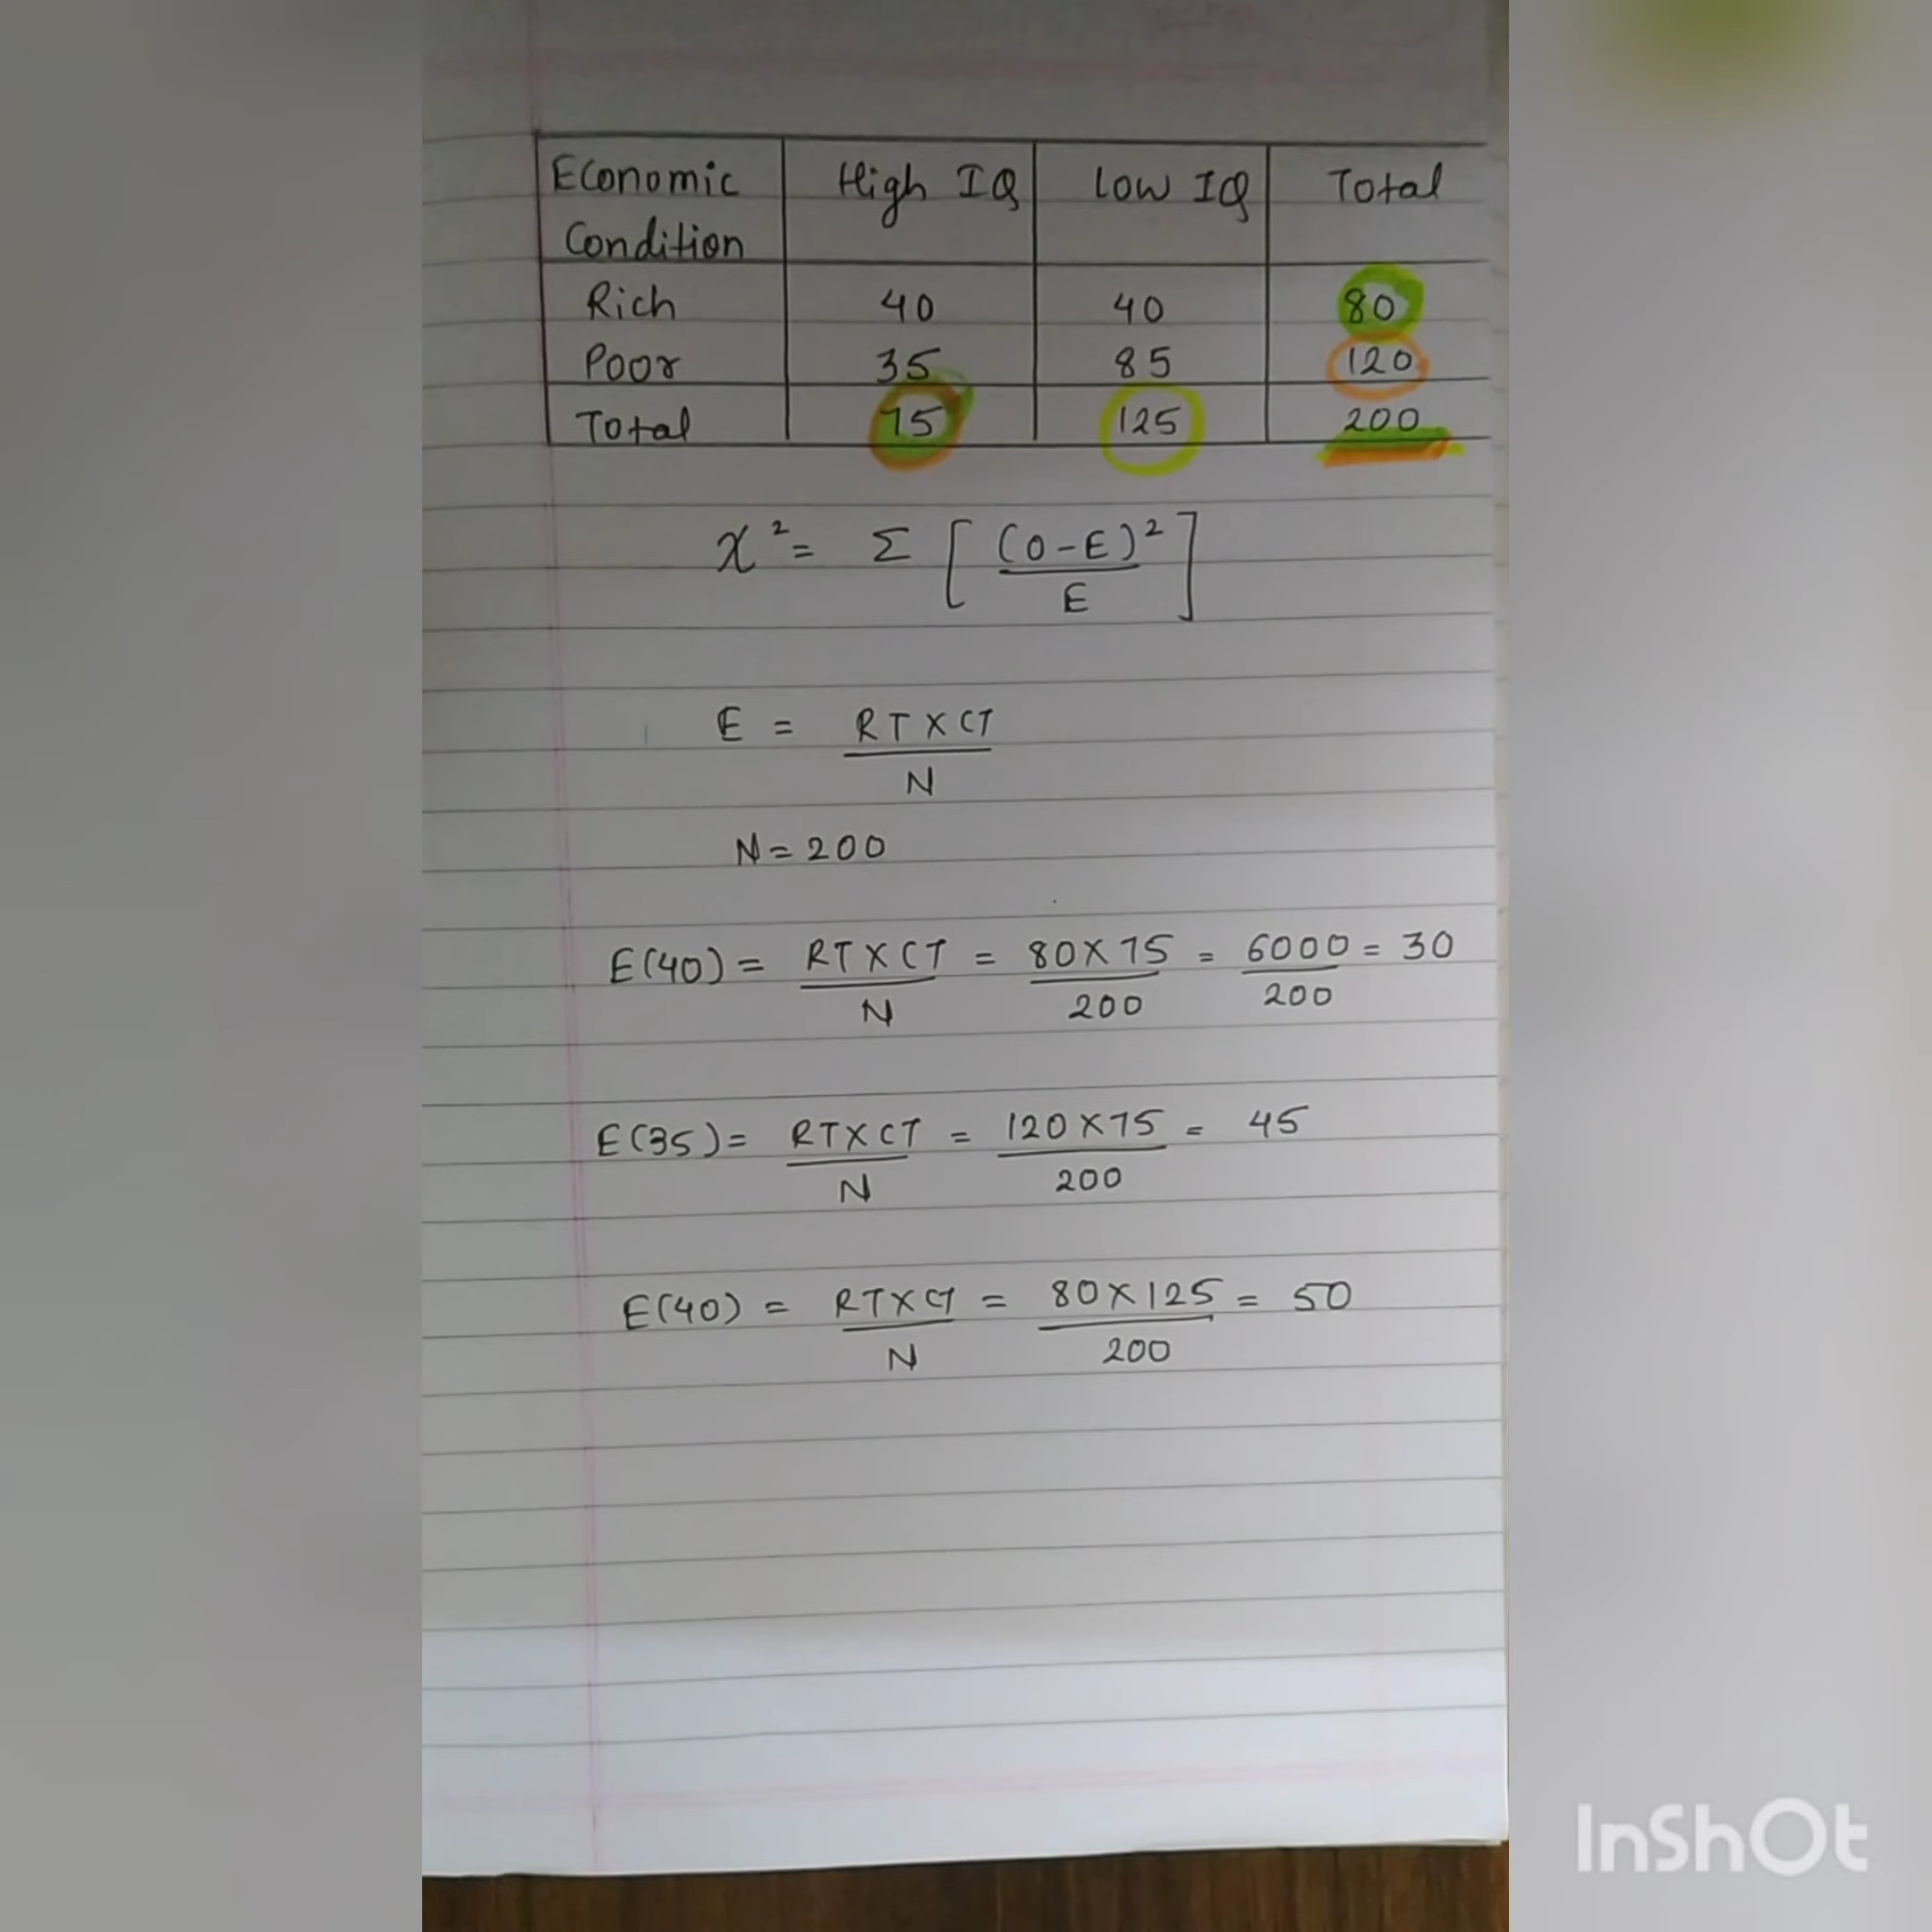 Economic Condition High IQ Low IQ Total
Rich 40 40 80
Poor 35 85 120
Total 75 125 200
χ² = Σ [ (O-E)² / E ]
E = RT X CT / N
N = 200
E(40) = RT X CT / N = 80 X 75 / 200 = 6000 / 200 = 30
E(35) = RT X CT / N = 120 X 75 / 200 = 45
E(40) = RT X CT / N = 80 X 125 / 200 = 50
InShOt